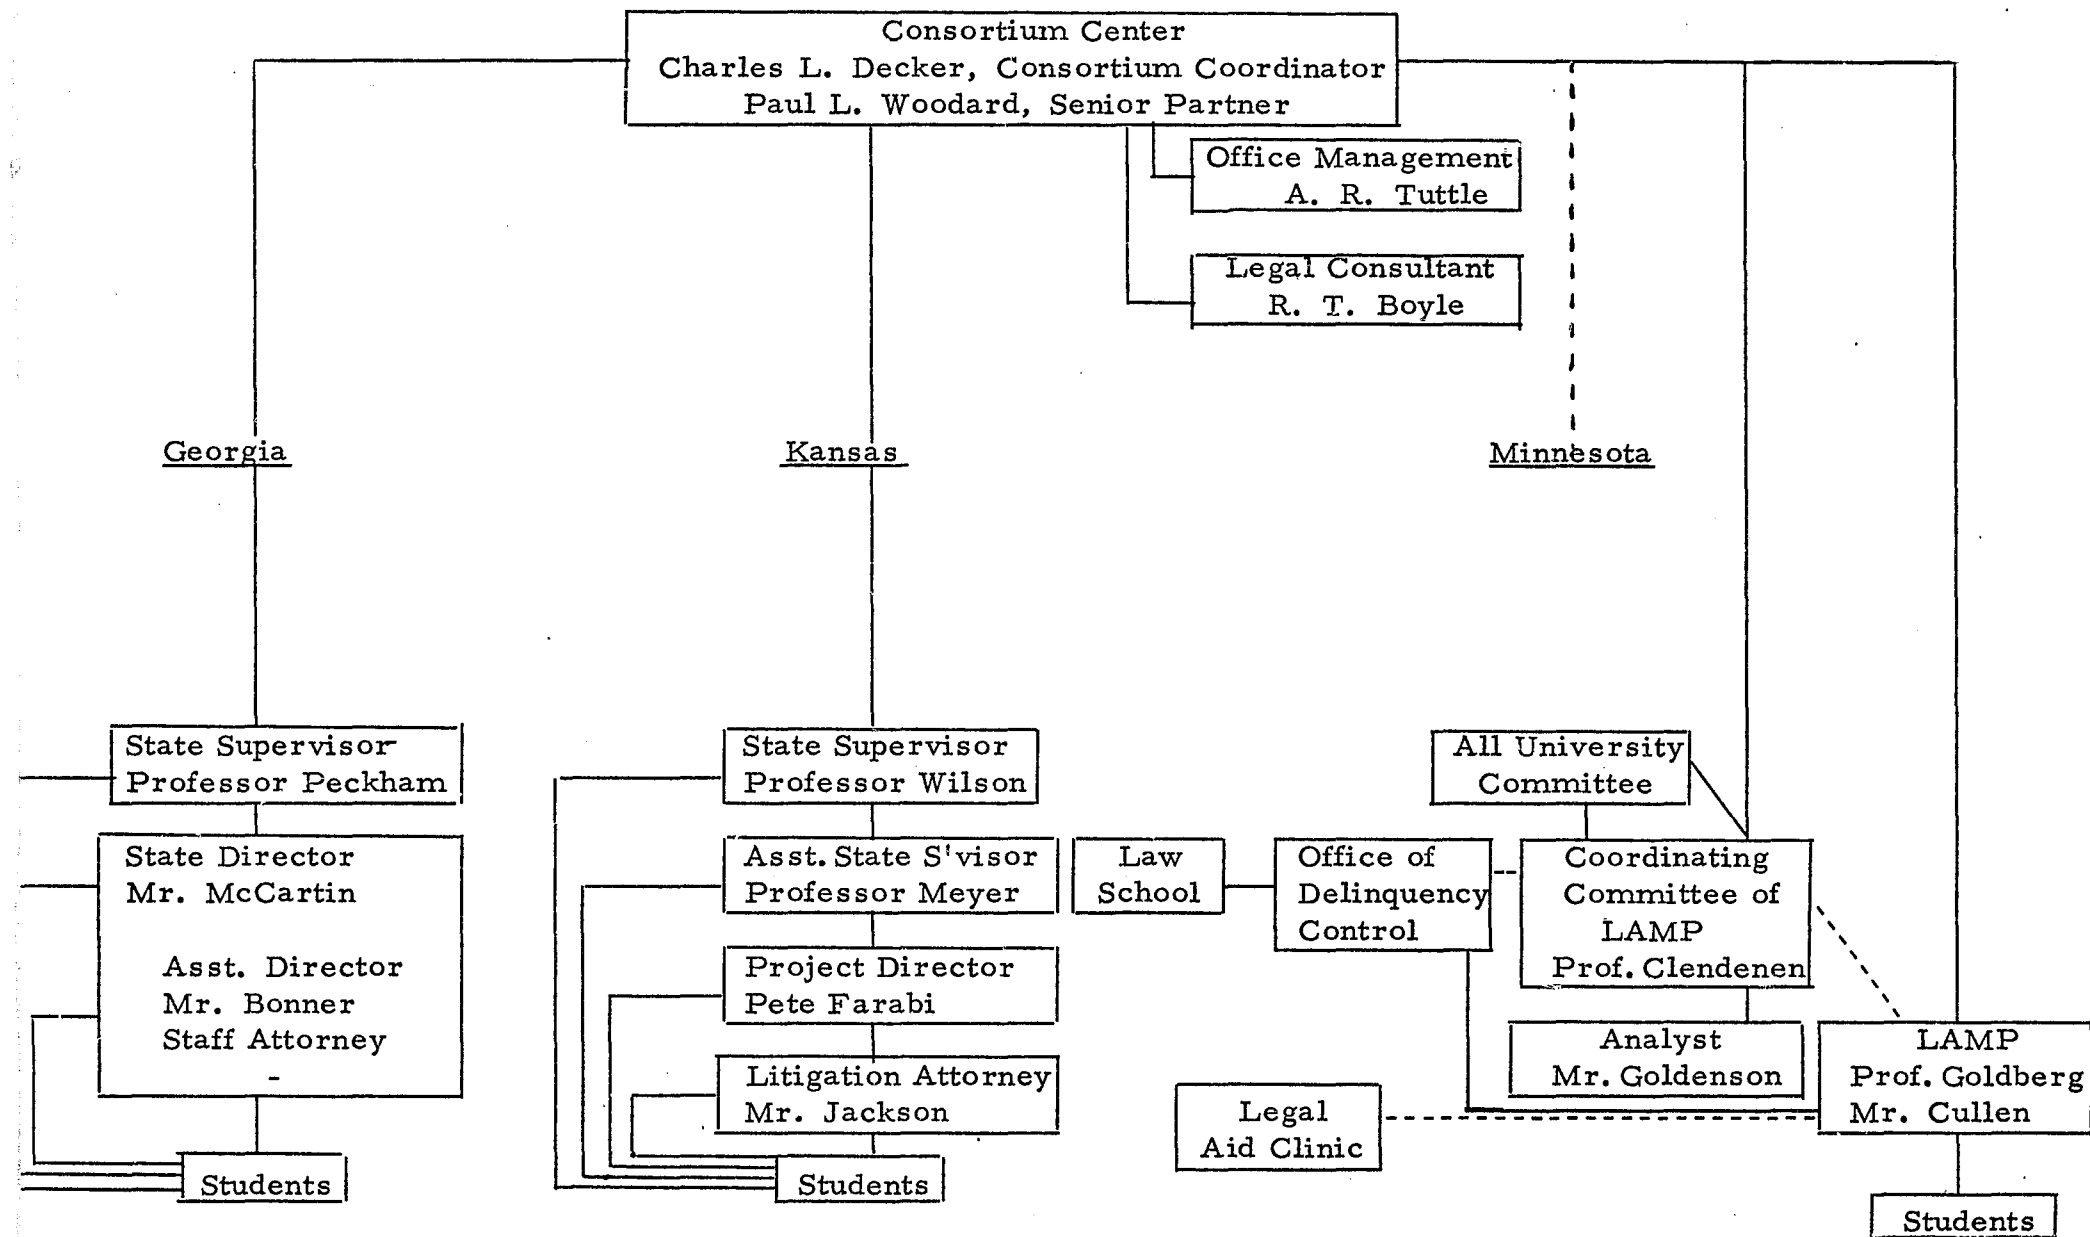 Consortium Center
Charles L. Decker, Consortium Coordinator
Paul L. Woodard, Senior Partner
Office Management
A. R. Tuttle
Legal Consultant
R. T. Boyle
Georgia
Kansas
Minnesota
State Supervisor
Professor Peckham
State Director
Mr. McCartin
Asst. Director
Mr. Bonner
Staff Attorney
-
Students
State Supervisor
Professor Wilson
Asst. State S'visor
Professor Meyer
Project Director
Pete Farabi
Litigation Attorney
Mr. Jackson
Students
All University
Committee
Law
School
Office of
Delinquency
Control
Coordinating
Committee of
LAMP
Prof. Clendenen
Analyst
Mr. Goldenson
LAMP
Prof. Goldberg
Mr. Cullen
Legal
Aid Clinic
Students